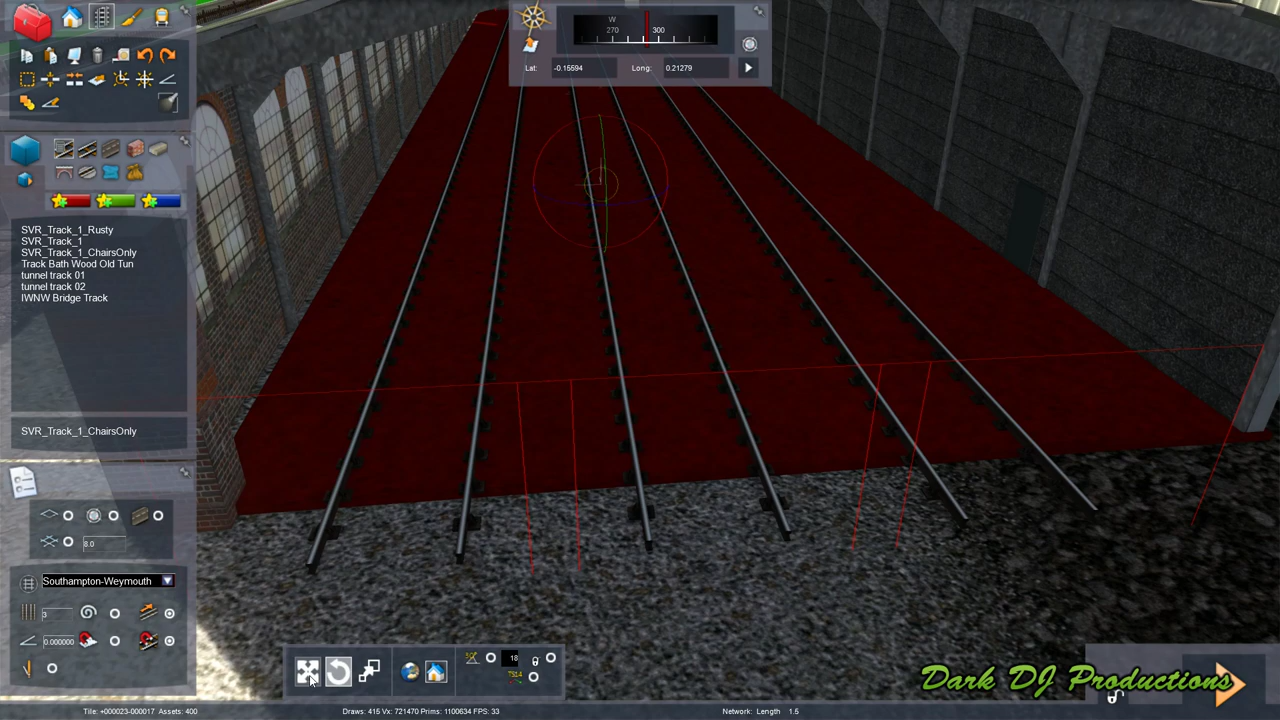 W
270 300
Lat: -0.15594 Long: 0.21279
SVR_Track_1_Rusty
SVR_Track_1
SVR_Track_1_ChairsOnly
Track Bath Wood Old Tun
tunnel track 01
tunnel track 02
IWNW Bridge Track
SVR_Track_1_ChairsOnly
8.0
Southampton-Weymouth
3
0.000000
18
TS14
Dark DJ Productions
Tile: +000023-000017 Assets: 400 Draws: 415 Vx: 721470 Prims: 1100634 FPS: 33 Network: Length 1.5